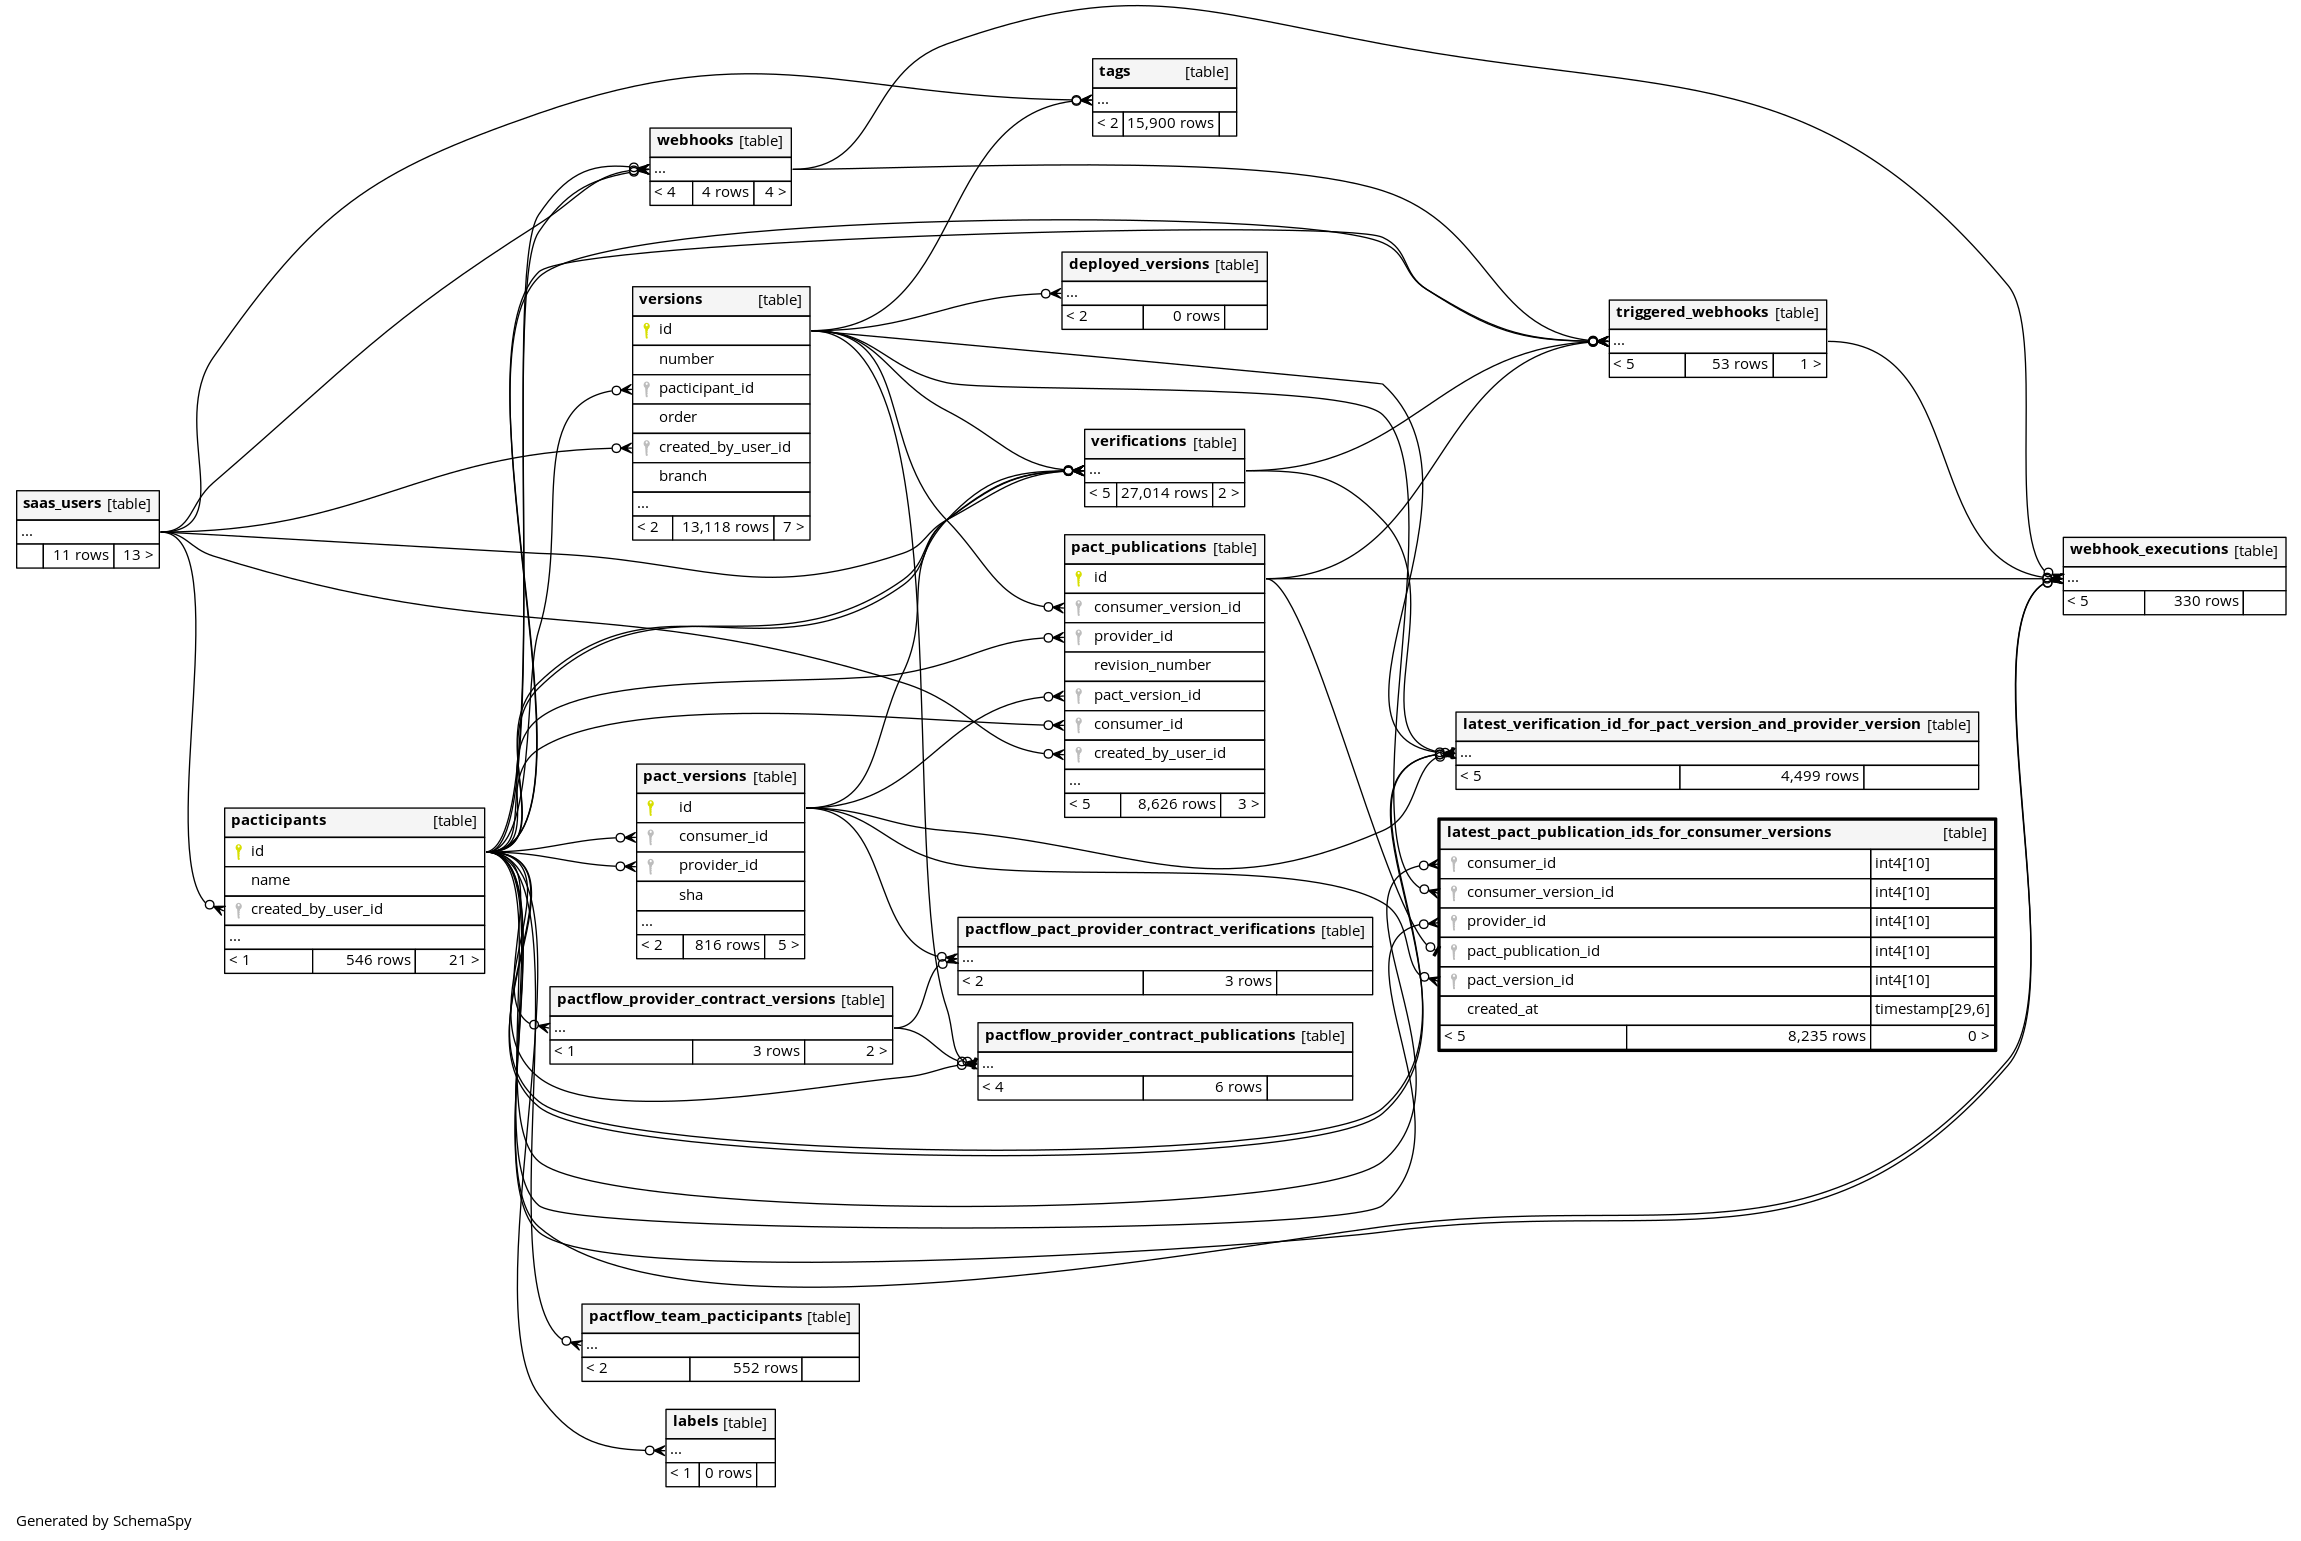 tags [table]
...
< 2 15,900 rows
webhooks [table]
...
< 4 4 rows 4 >
deployed_versions [table]
...
< 2 0 rows
versions [table]
id
number
pacticipant_id
order
created_by_user_id
branch
...
< 2 13,118 rows 7 >
triggered_webhooks [table]
...
< 5 53 rows 1 >
verifications [table]
...
< 5 27,014 rows 2 >
saas_users [table]
...
11 rows 13 >
pact_publications [table]
id
consumer_version_id
provider_id
revision_number
pact_version_id
consumer_id
created_by_user_id
...
< 5 8,626 rows 3 >
webhook_executions [table]
...
< 5 330 rows
latest_verification_id_for_pact_version_and_provider_version [table]
...
< 5 4,499 rows
pact_versions [table]
id
consumer_id
provider_id
sha
...
< 2 816 rows 5 >
pacticipants [table]
id
name
created_by_user_id
...
< 1 546 rows 21 >
latest_pact_publication_ids_for_consumer_versions [table]
consumer_id int4[10]
consumer_version_id int4[10]
provider_id int4[10]
pact_publication_id int4[10]
pact_version_id int4[10]
created_at timestamp[29,6]
< 5 8,235 rows 0 >
pactflow_pact_provider_contract_verifications [table]
...
< 2 3 rows
pactflow_provider_contract_versions [table]
...
< 1 3 rows 2 >
pactflow_provider_contract_publications [table]
...
< 4 6 rows
pactflow_team_pacticipants [table]
...
< 2 552 rows
labels [table]
...
< 1 0 rows
Generated by SchemaSpy